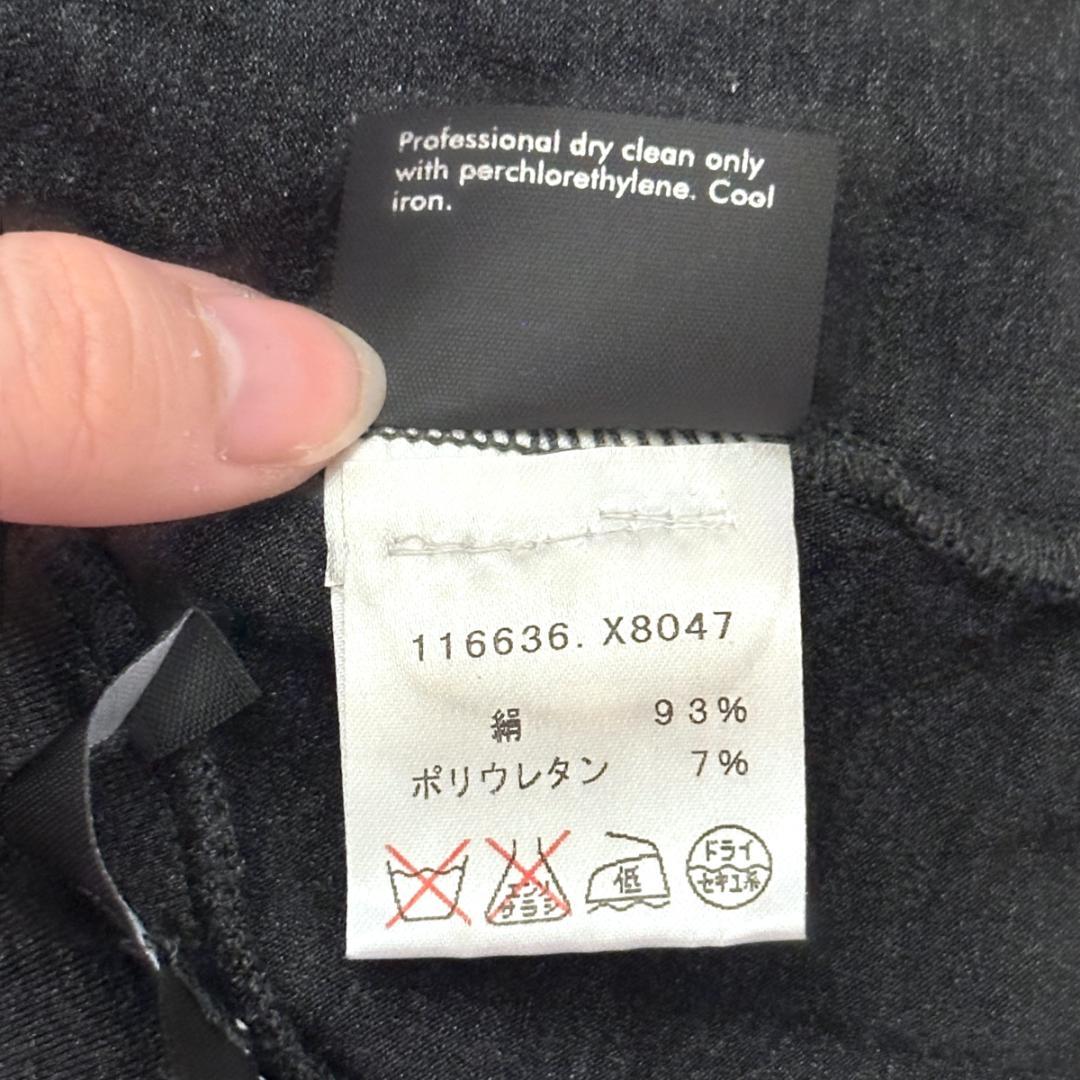 Professional dry clean only
with perchlorethylene. Cool
iron.
116636. X8047
絹 93%
ポリウレタン 7%
エンソ
サラシ
低
ドライ
セキユ系